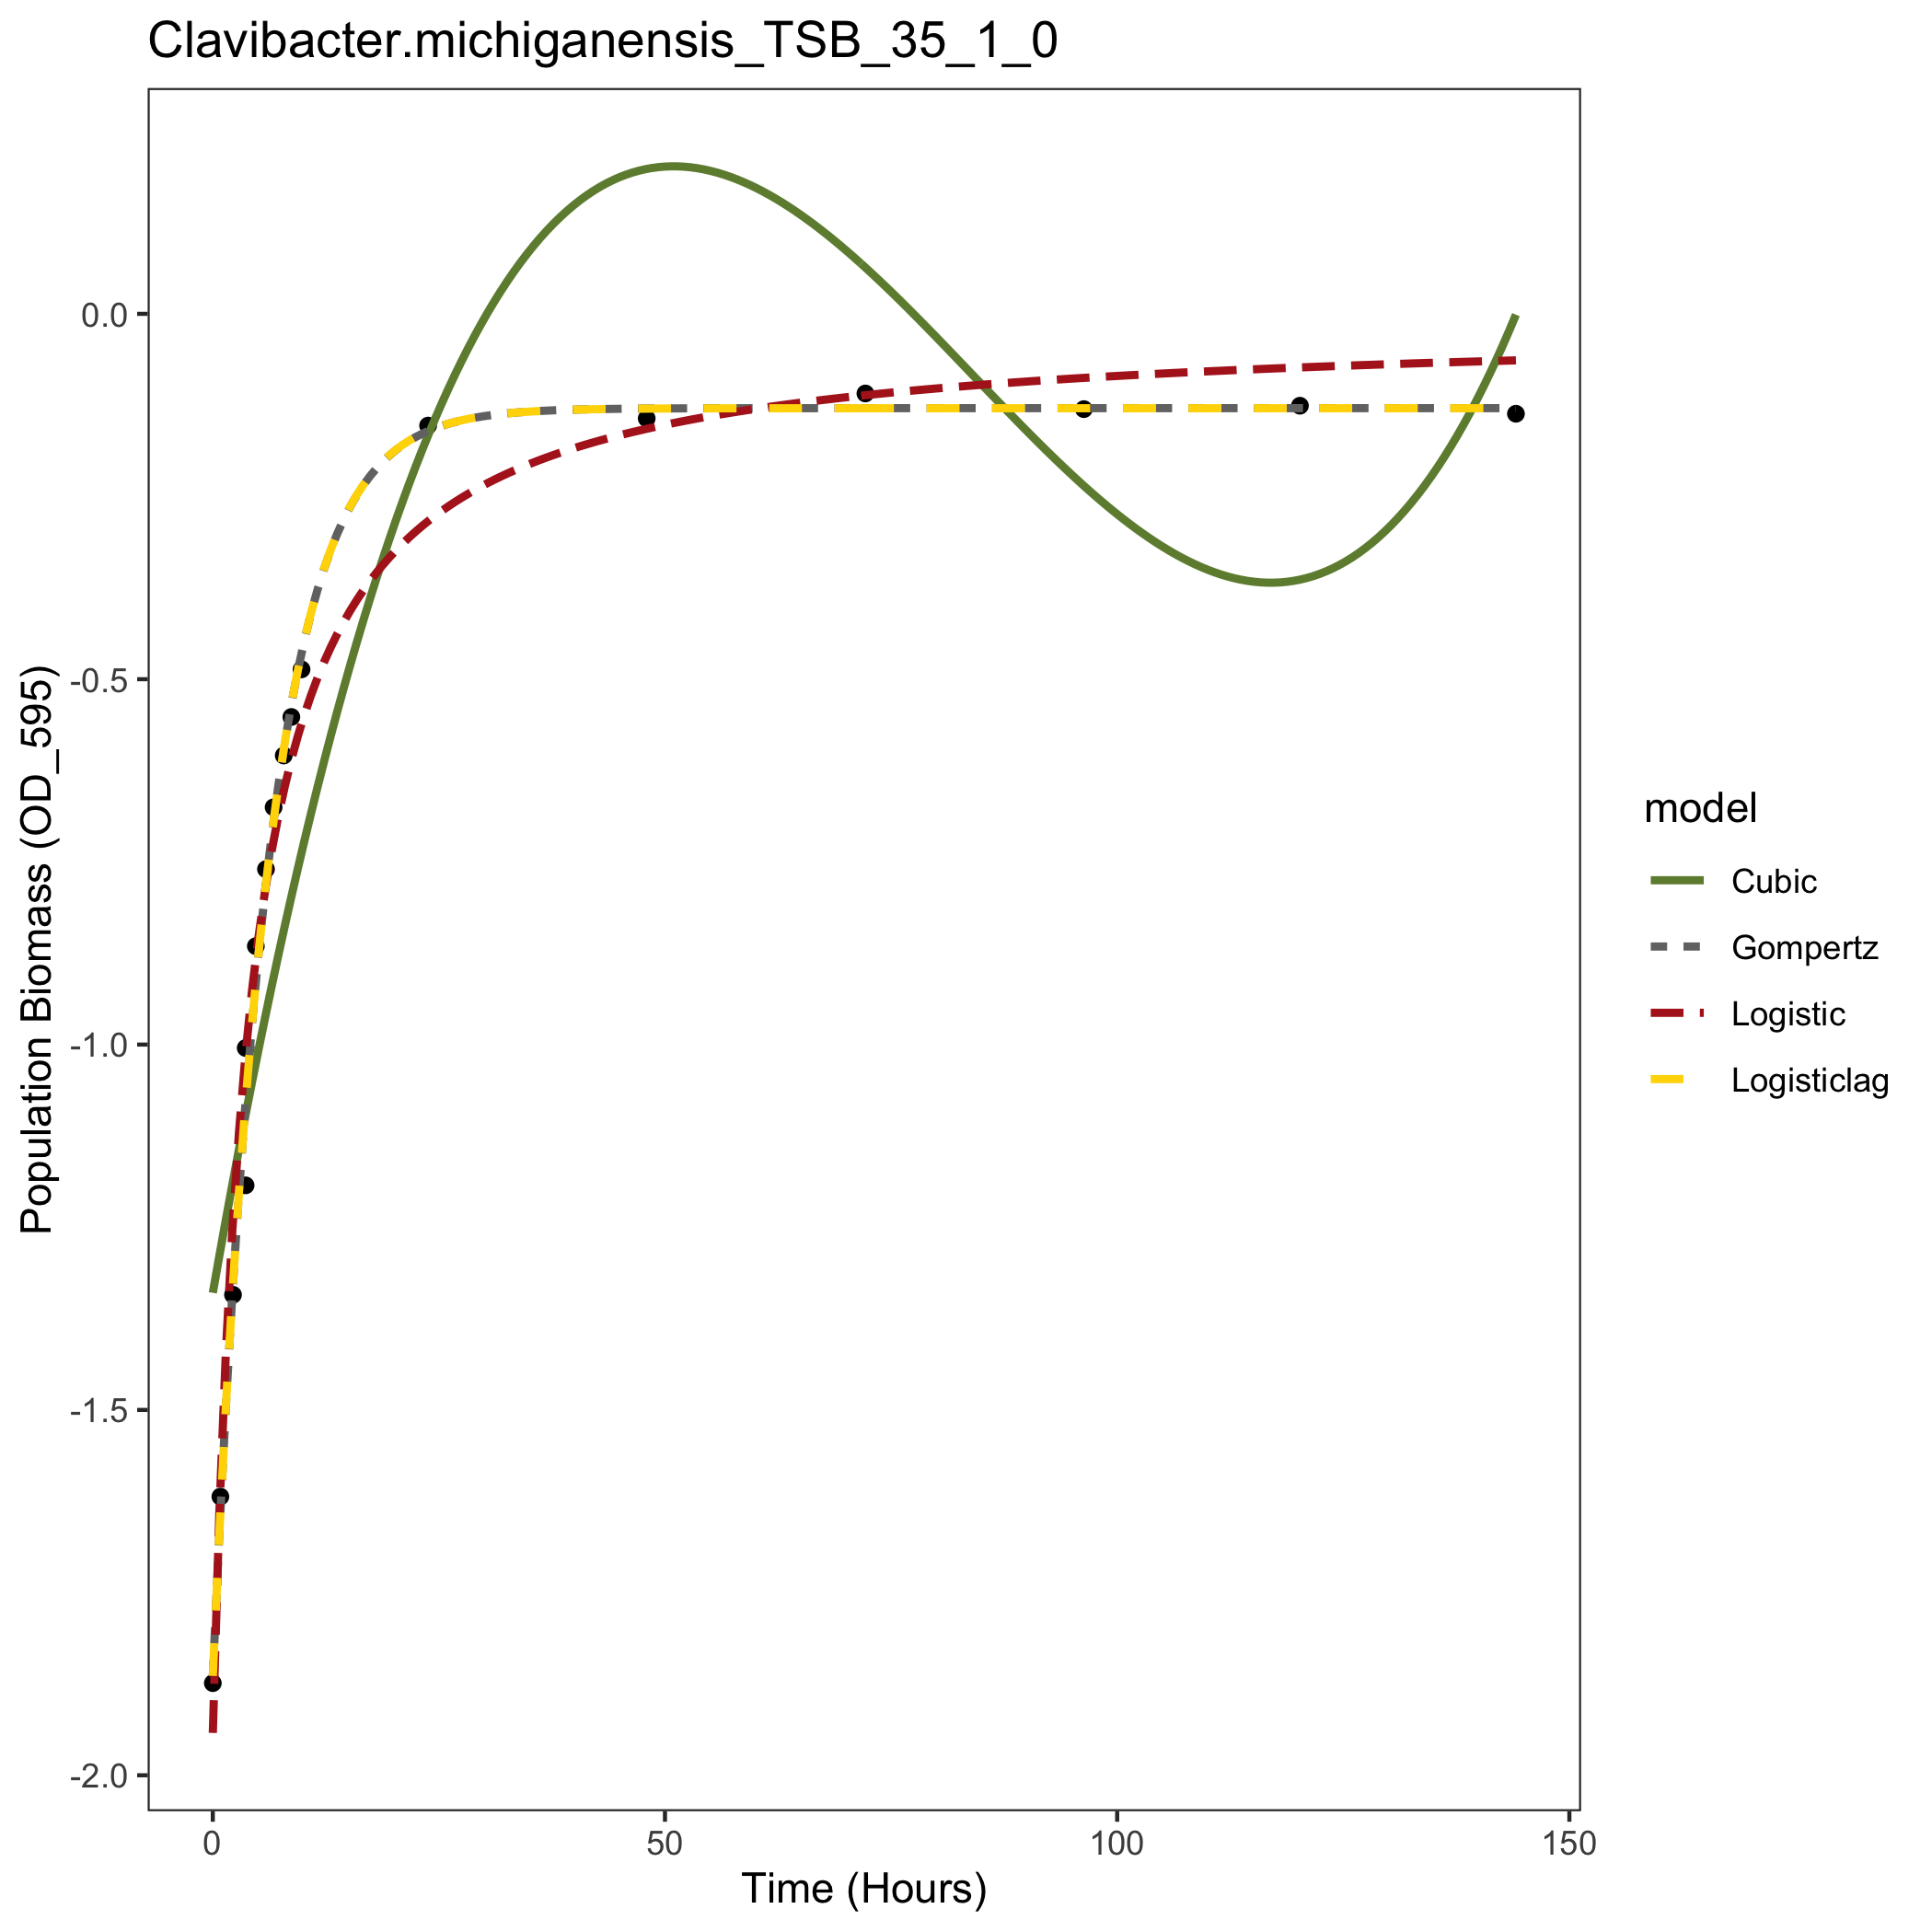 Clavibacter.michiganensis_TSB_35_1_0
Population Biomass (OD_595)
0.0
-0.5
-1.0
-1.5
-2.0
0
50
100
150
Time (Hours)
model
Cubic
Gompertz
Logistic
Logisticlag